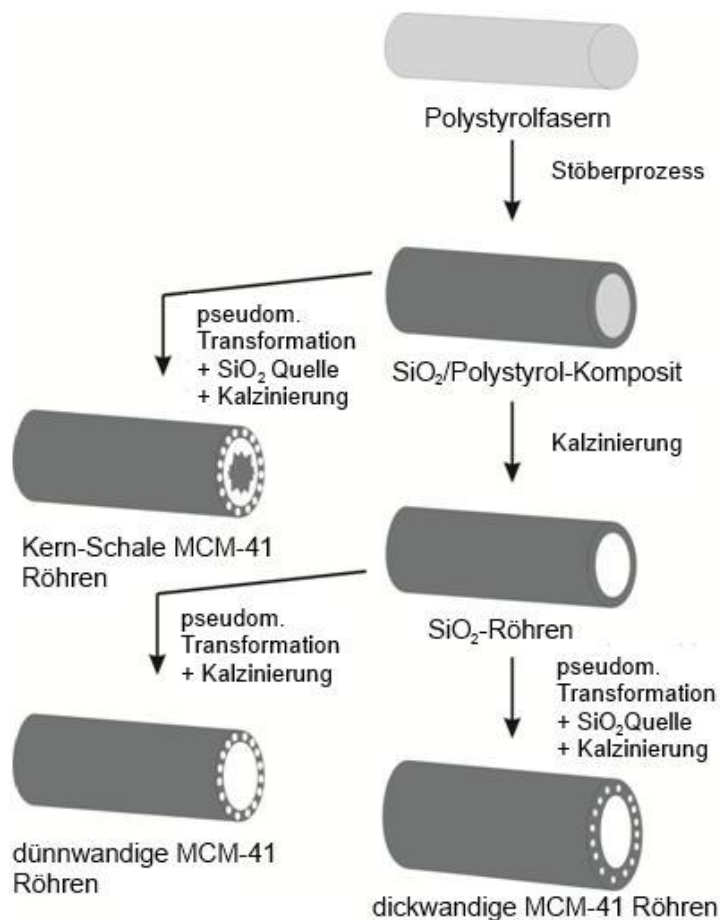 Polystyrolfasern
Stöberprozess
pseudom.
Transformation
+ SiO₂ Quelle
+ Kalzinierung
SiO₂/Polystyrol-Komposit
Kalzinierung
Kern-Schale MCM-41
Röhren
SiO₂-Röhren
pseudom.
Transformation
+ Kalzinierung
pseudom.
Transformation
+ SiO₂Quelle
+ Kalzinierung
dünnwandige MCM-41
Röhren
dickwandige MCM-41 Röhren